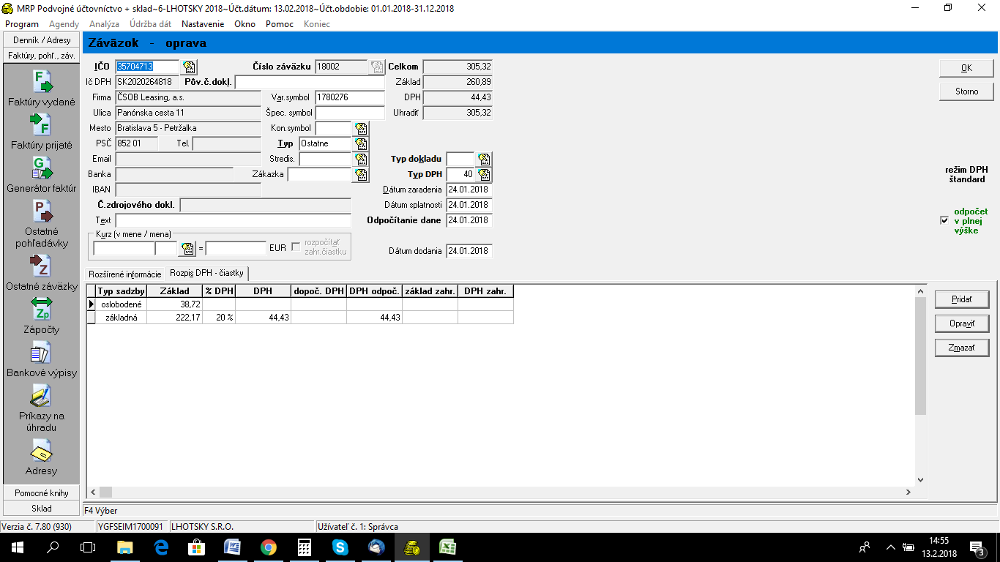 MRP Podvojné účtovníctvo + sklad~6-LHOTSKY 2018~Účt.dátum: 13.02.2018~Účt.obdobie: 01.01.2018-31.12.2018
Program Agendy Analýza Údržba dát Nastavenie Okno Pomoc Koniec
Denník / Adresy
Faktúry, pohľ., záv.
Faktúry vydané
Faktúry prijaté
Generátor faktúr
Ostatné pohľadávky
Ostatné záväzky
Zápočty
Bankové výpisy
Príkazy na úhradu
Adresy
Pomocné knihy
Sklad
Záväzok - oprava
IČO 35704713 Číslo záväzku 18002 Celkom 305,32
Ič DPH SK2020264818 Pôv.č.dokl. Základ 260,89
Firma ČSOB Leasing, a.s. Var.symbol 1780276 DPH 44,43
Ulica Panónska cesta 11 Špec. symbol Uhradiť 305,32
Mesto Bratislava 5 - Petržalka Kon.symbol
PSČ 852 01 Tel. Typ Ostatne
Email Stredis. Typ dokladu
Banka Zákazka Typ DPH 40
IBAN Dátum zaradenia 24.01.2018
Č.zdrojového dokl. Dátum splatnosti 24.01.2018
Text Odpočítanie dane 24.01.2018
Kurz (v mene / mena)
= EUR rozpočítať zahr.čiastku
Dátum dodania 24.01.2018
OK
Storno
režim DPH
štandard
odpočet
v plnej
výške
Rozšírené informácie Rozpis DPH - čiastky
Typ sadzby Základ % DPH DPH dopoč. DPH DPH odpoč. základ zahr. DPH zahr.
oslobodené 38,72
základná 222,17 20 % 44,43 44,43
Pridať
Opraviť
Zmazať
F4 Výber
Verzia č. 7.80 (930) YGFSEIM1700091 LHOTSKY S.R.O. Užívateľ č. 1: Správca
14:55
13.2.2018
3